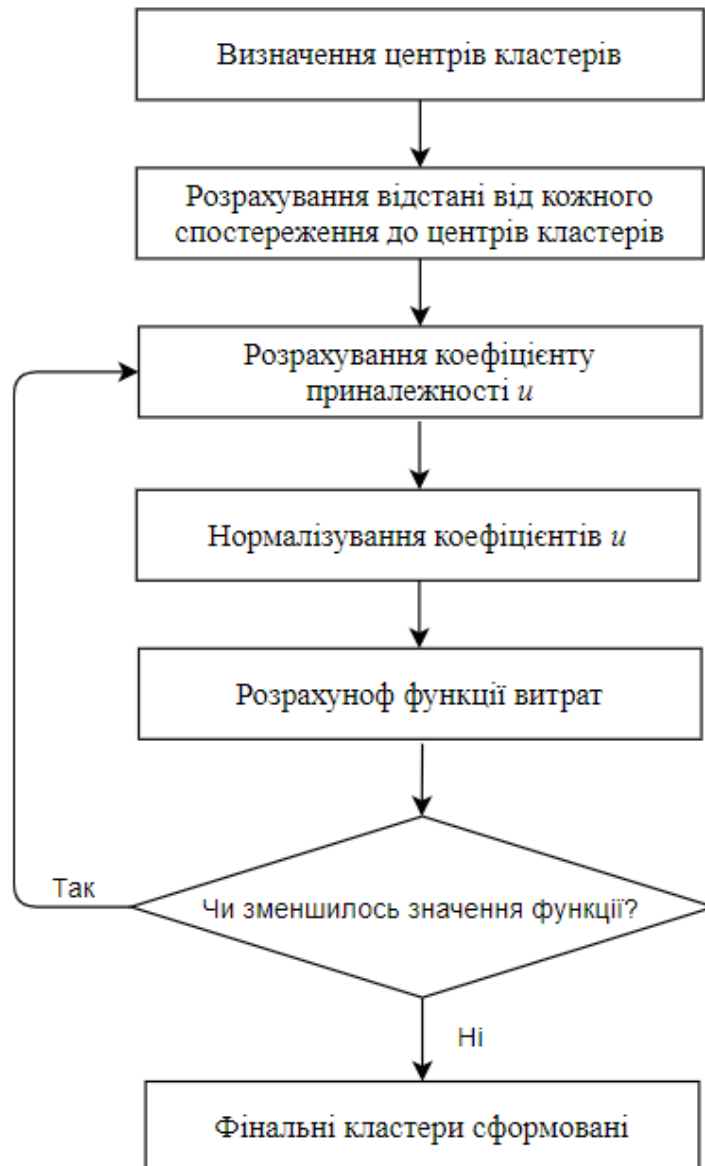 Визначення центрів кластерів
Розрахування відстані від кожного
спостереження до центрів кластерів
Розрахування коефіцієнту
приналежності u
Нормалізування коефіцієнтів u
Розрахуноф функції витрат
Так
Чи зменшилось значення функції?
Ні
Фінальні кластери сформовані